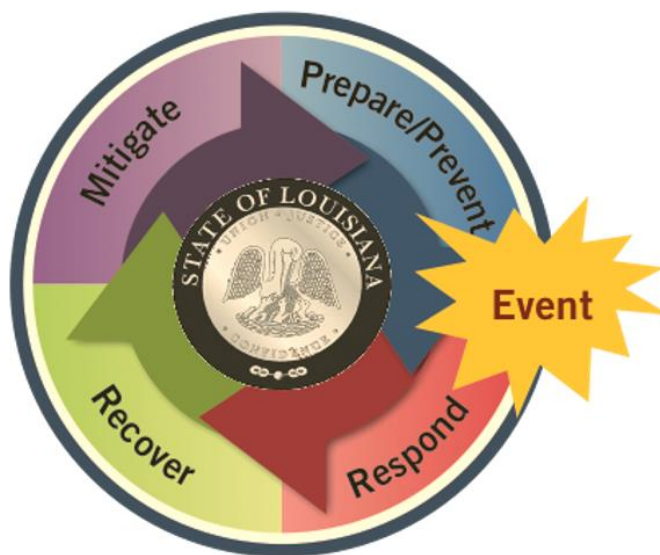 Mitigate
Prepare/Prevent
STATE OF LOUISIANA
UNION · JUSTICE
CONFIDENCE
Event
Recover
Respond